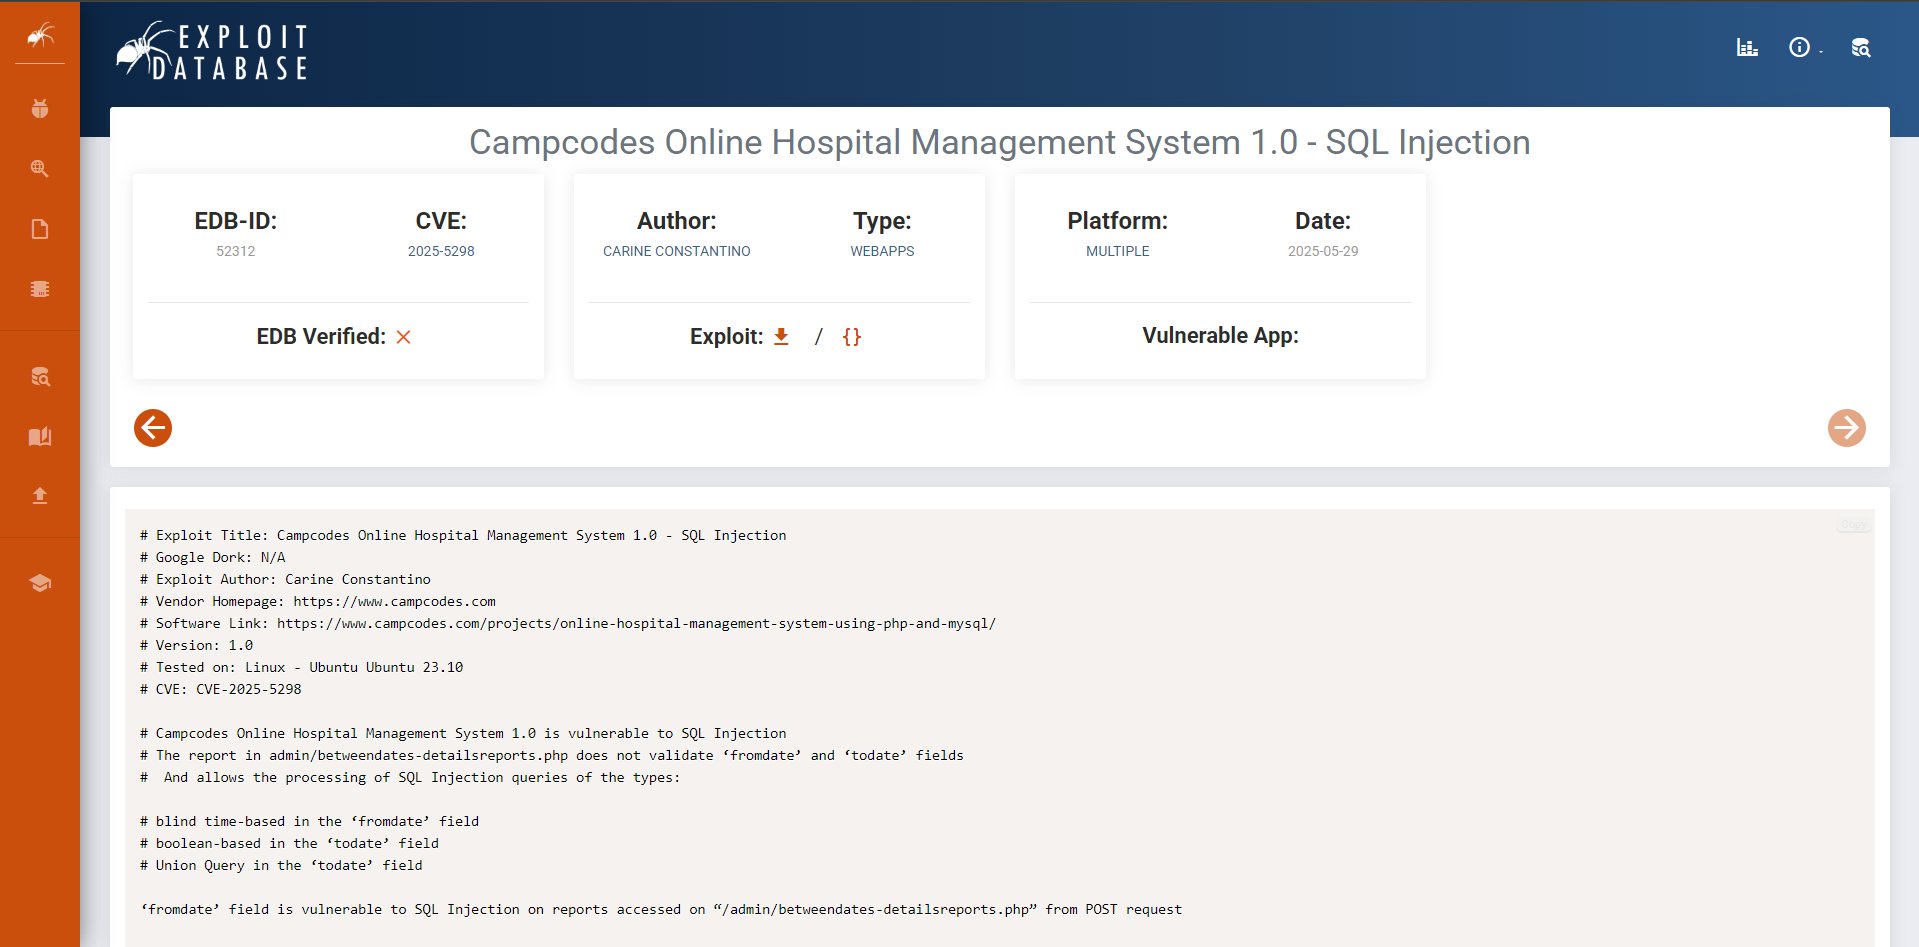 EXPLOIT
DATABASE
Campcodes Online Hospital Management System 1.0 - SQL Injection
EDB-ID:
52312
CVE:
2025-5298
EDB Verified:
Author:
CARINE CONSTANTINO
Type:
WEBAPPS
Exploit: / {}
Platform:
MULTIPLE
Date:
2025-05-29
Vulnerable App:
Copy
# Exploit Title: Campcodes Online Hospital Management System 1.0 - SQL Injection
# Google Dork: N/A
# Exploit Author: Carine Constantino
# Vendor Homepage: https://www.campcodes.com
# Software Link: https://www.campcodes.com/projects/online-hospital-management-system-using-php-and-mysql/
# Version: 1.0
# Tested on: Linux - Ubuntu Ubuntu 23.10
# CVE: CVE-2025-5298
# Campcodes Online Hospital Management System 1.0 is vulnerable to SQL Injection
# The report in admin/betweendates-detailsreports.php does not validate ‘fromdate’ and ‘todate’ fields
#  And allows the processing of SQL Injection queries of the types:
# blind time-based in the ‘fromdate’ field
# boolean-based in the ‘todate’ field
# Union Query in the ‘todate’ field
‘fromdate’ field is vulnerable to SQL Injection on reports accessed on “/admin/betweendates-detailsreports.php” from POST request